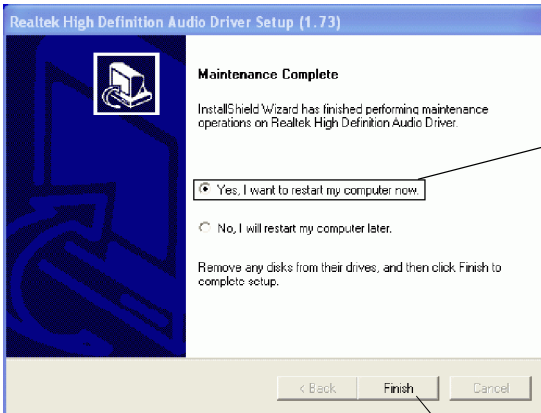 Realtek High Definition Audio Driver Setup (1.73)
Maintenance Complete
InstallShield Wizard has finished performing maintenance
operations on Realtek High Definition Audio Driver.
Yes, I want to restart my computer now.
No, I will restart my computer later.
Remove any disks from their drives, and then click Finish to
complete setup.
< Back
Finish
Cancel